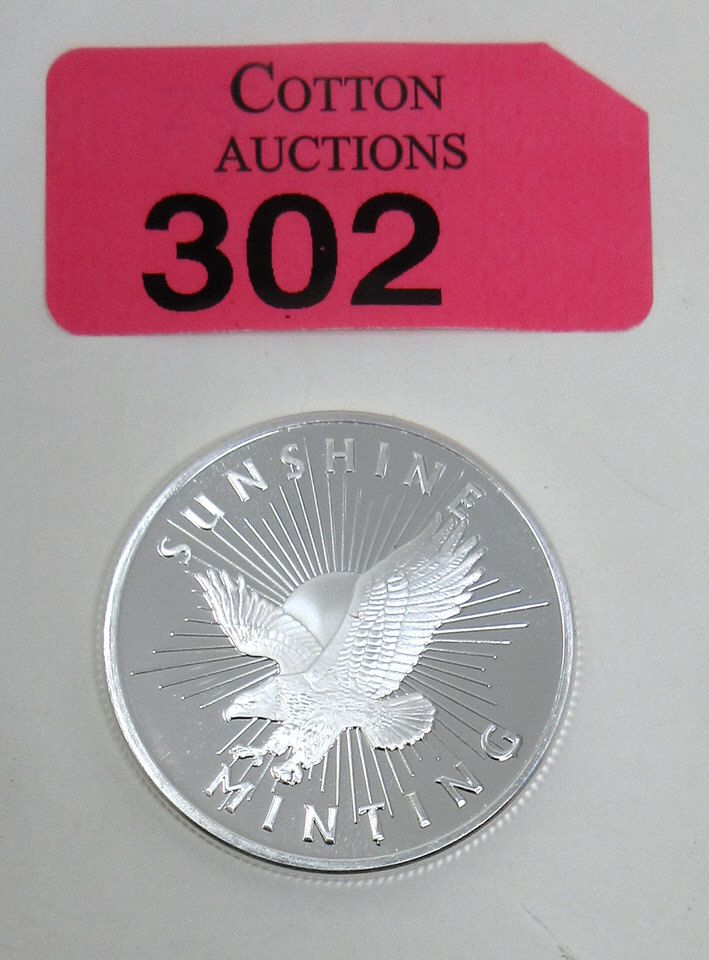 COTTON
AUCTIONS
302
SUNSHINE
MINTING